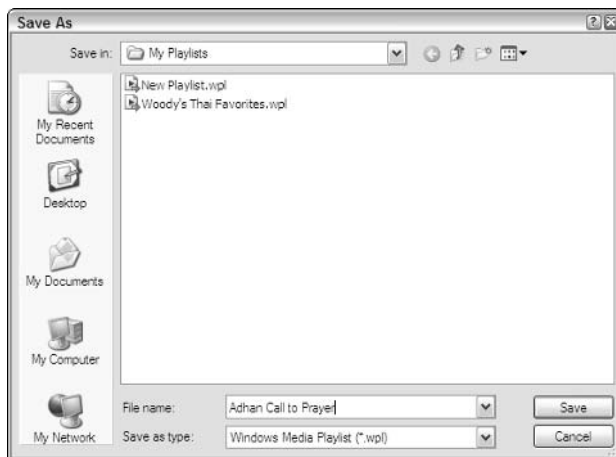 Save As
Save in: My Playlists
New Playlist.wpl
Woody's Thai Favorites.wpl
My Recent
Documents
Desktop
My Documents
My Computer
My Network
File name: Adhan Call to Prayer Save
Save as type: Windows Media Playlist (*.wpl) Cancel